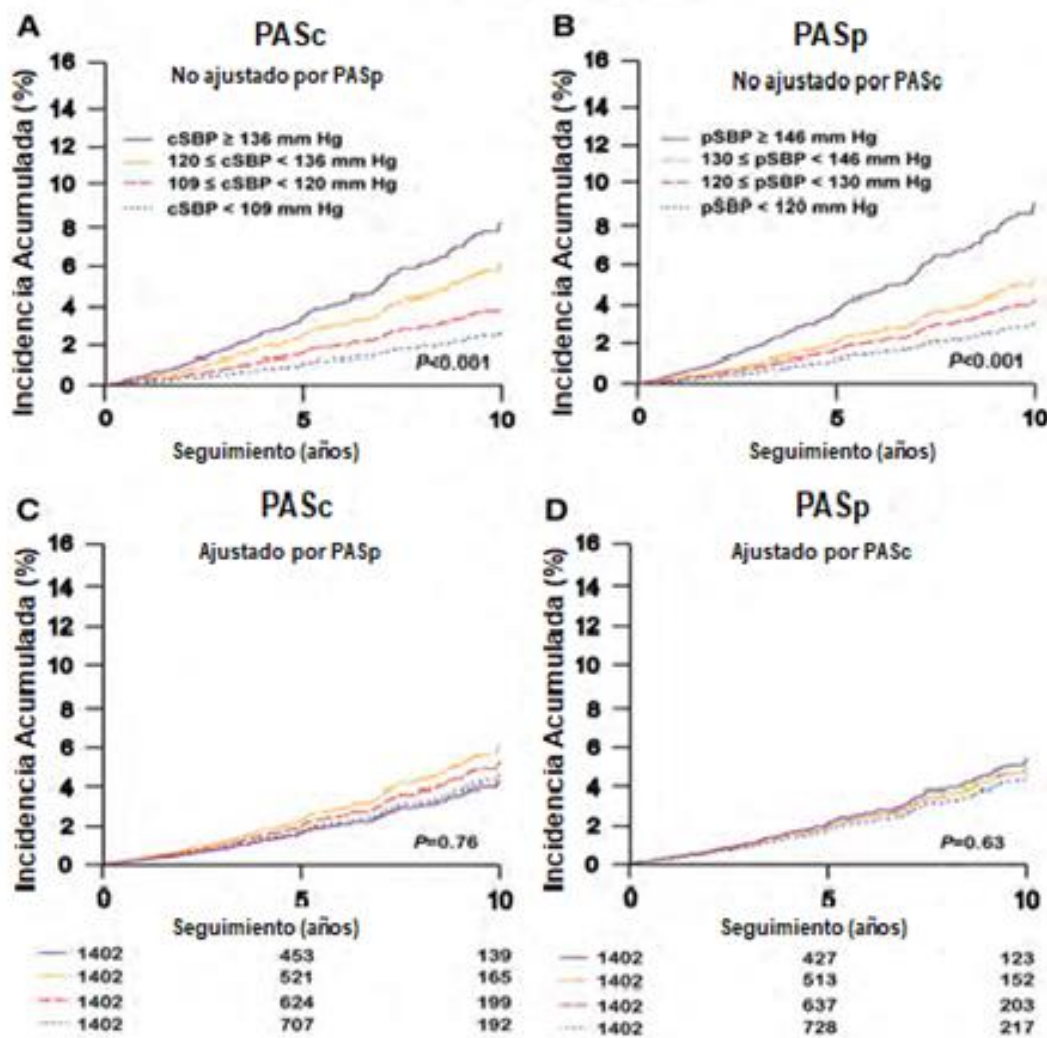 A
PASc
No ajustado por PASp
Incidencia Acumulada (%)
16
14
12
10
8
6
4
2
0
cSBP ≥ 136 mm Hg
120 ≤ cSBP < 136 mm Hg
109 ≤ cSBP < 120 mm Hg
cSBP < 109 mm Hg
P<0.001
0
5
10
Seguimiento (años)
B
PASp
No ajustado por PASc
Incidencia Acumulada (%)
16
14
12
10
8
6
4
2
0
pSBP ≥ 146 mm Hg
130 ≤ pSBP < 146 mm Hg
120 ≤ pSBP < 130 mm Hg
pSBP < 120 mm Hg
P<0.001
0
5
10
Seguimiento (años)
C
PASc
Ajustado por PASp
Incidencia Acumulada (%)
16
14
12
10
8
6
4
2
0
P=0.76
0
5
10
Seguimiento (años)
1402 453 139
1402 521 165
1402 624 199
1402 707 192
D
PASp
Ajustado por PASc
Incidencia Acumulada (%)
16
14
12
10
8
6
4
2
0
P=0.63
0
5
10
Seguimiento (años)
1402 427 123
1402 513 152
1402 637 203
1402 728 217